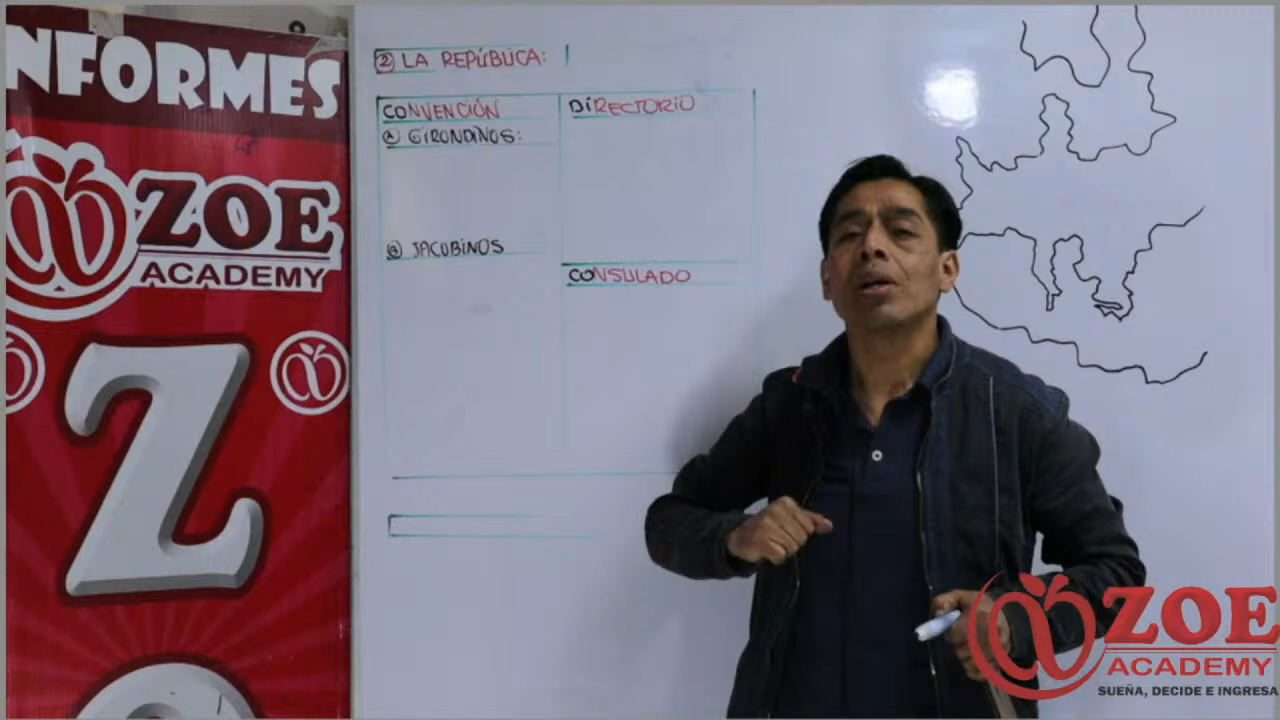 NFORMES
ZOE
ACADEMY
Z
2 LA REPÚBLICA:
CONVENCIÓN
A GIRONDINOS:
B JACOBINOS
DIRECTORIO
CONSULADO
ZOE
ACADEMY
SUEÑA, DECIDE E INGRESA